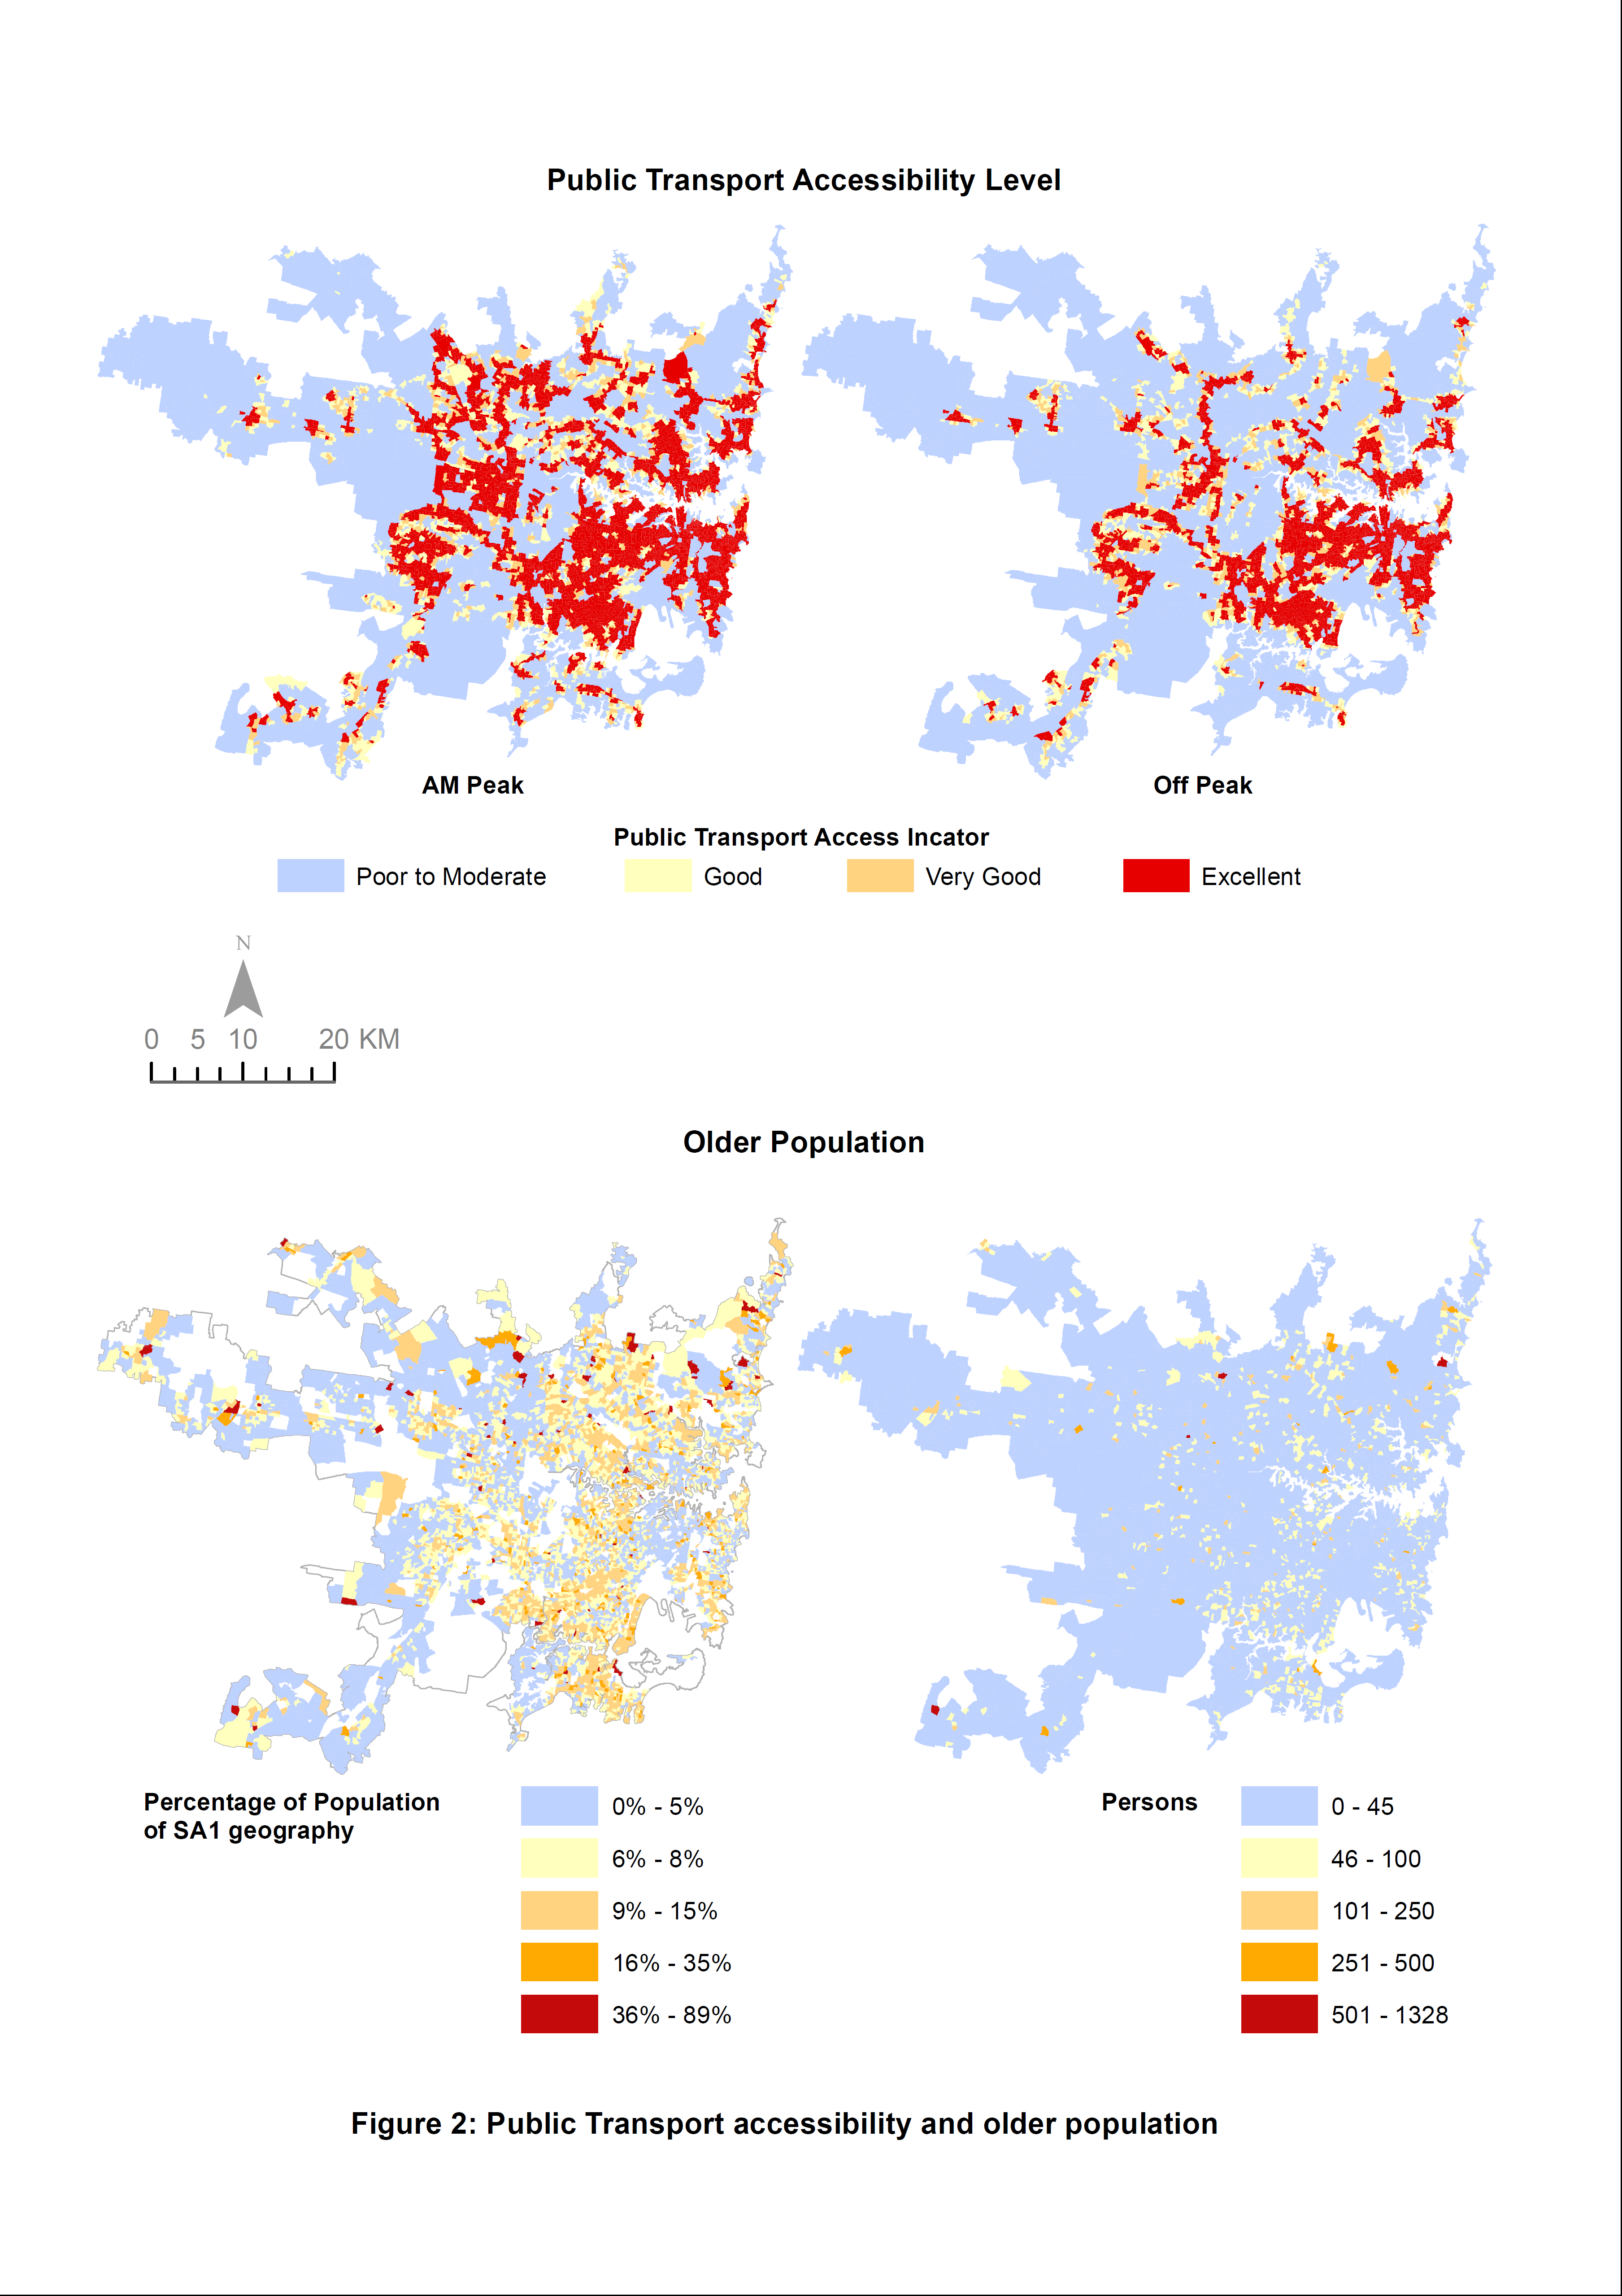 Public Transport Accessibility Level
AM Peak
Off Peak
Public Transport Access Incator
Poor to Moderate
Good
Very Good
Excellent
N
0 5 10 20 KM
Older Population
Percentage of Population
of SA1 geography
0% - 5%
6% - 8%
9% - 15%
16% - 35%
36% - 89%
Persons
0 - 45
46 - 100
101 - 250
251 - 500
501 - 1328
Figure 2: Public Transport accessibility and older population